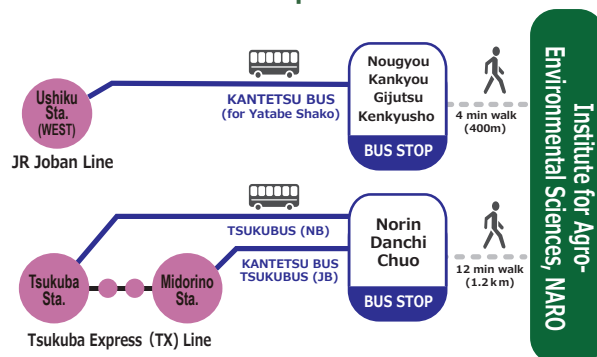 Ushiku
Sta.
(WEST)
JR Joban Line
KANTETSU BUS
(for Yatabe Shako)
Nougyou
Kankyou
Gijutsu
Kenkyusho
BUS STOP
4 min walk
(400m)
TSUKUBUS (NB)
KANTETSU BUS
TSUKUBUS (JB)
Tsukuba
Sta.
Midorino
Sta.
Tsukuba Express (TX) Line
Norin
Danchi
Chuo
BUS STOP
12 min walk
(1.2km)
Institute for Agro-
Environmental Sciences, NARO